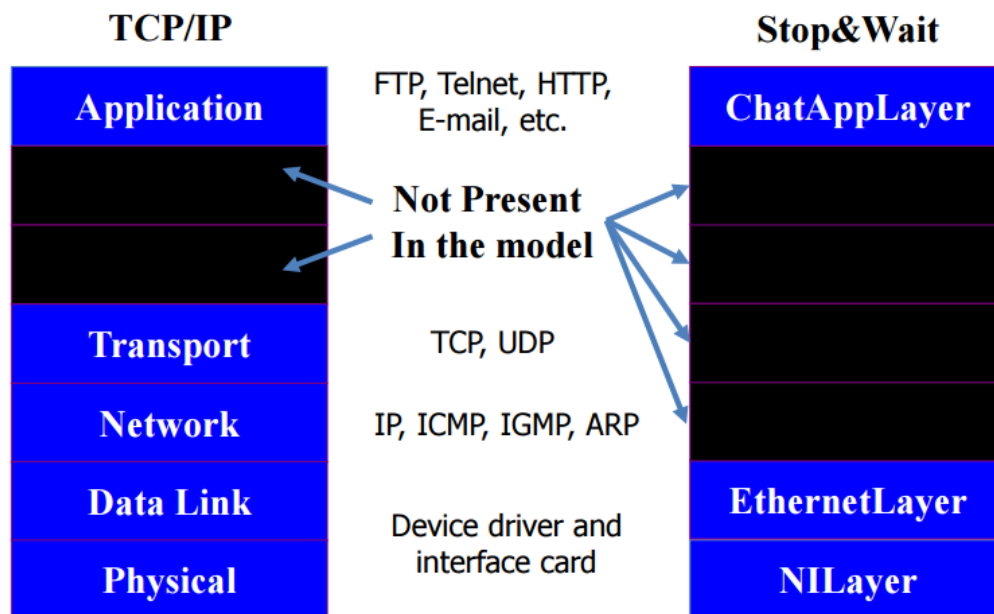 TCP/IP
Stop&Wait
Application
FTP, Telnet, HTTP,
E-mail, etc.
ChatAppLayer
Not Present
In the model
Transport
TCP, UDP
Network
IP, ICMP, IGMP, ARP
Data Link
Device driver and
interface card
EthernetLayer
Physical
NILayer